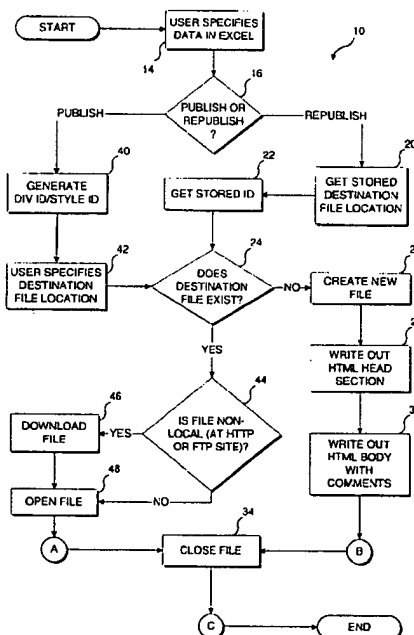 START
USER SPECIFIES
DATA IN EXCEL
14
10
16
PUBLISH OR
REPUBLISH
?
PUBLISH
REPUBLISH
40
GENERATE
DIV ID/STYLE ID
22
GET STORED ID
20
GET STORED
DESTINATION
FILE LOCATION
42
USER SPECIFIES
DESTINATION
FILE LOCATION
24
DOES
DESTINATION
FILE EXIST?
NO
CREATE NEW
FILE
YES
WRITE OUT
HTML HEAD
SECTION
44
IS FILE NON-
LOCAL (AT HTTP
OR FTP SITE)?
46
DOWNLOAD
FILE
YES
WRITE OUT
HTML BODY
WITH
COMMENTS
48
OPEN FILE
NO
34
A
CLOSE FILE
B
C
END